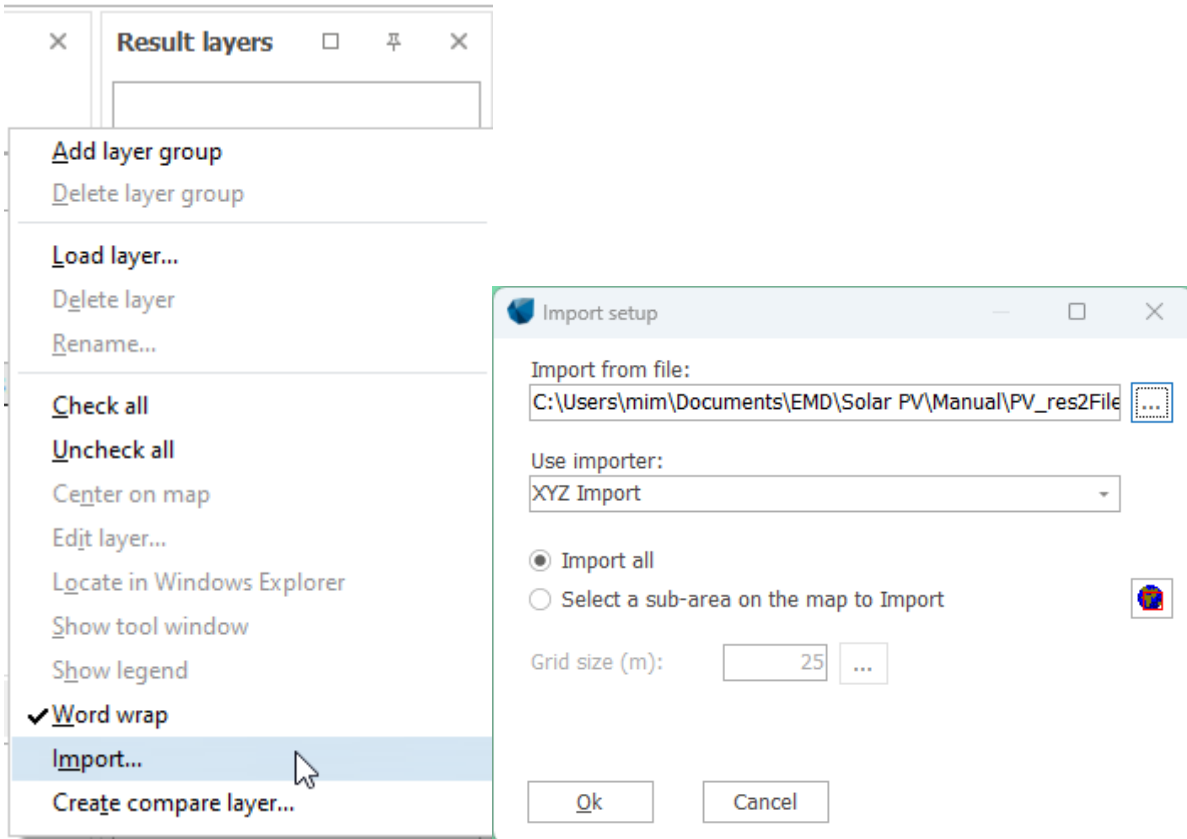 Result layers
Add layer group
Delete layer group
Load layer...
Delete layer
Rename...
Check all
Uncheck all
Center on map
Edit layer...
Locate in Windows Explorer
Show tool window
Show legend
Word wrap
Import...
Create compare layer...
Import setup
Import from file:
C:\Users\mim\Documents\EMD\Solar PV\Manual\PV_res2File
...
Use importer:
XYZ Import
Import all
Select a sub-area on the map to Import
Grid size (m): 25 ...
Ok Cancel